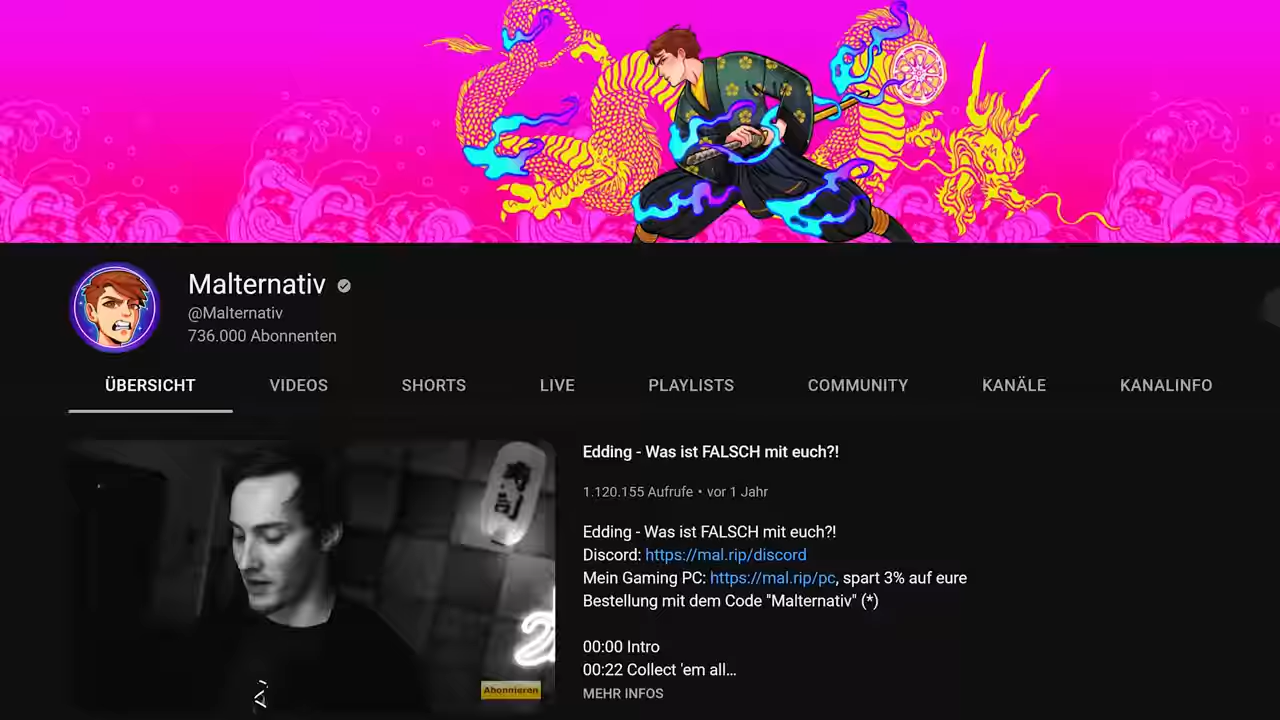 Malternativ
@Malternativ
736.000 Abonnenten
ÜBERSICHT VIDEOS SHORTS LIVE PLAYLISTS COMMUNITY KANÄLE KANALINFO
Edding - Was ist FALSCH mit euch?!
1.120.155 Aufrufe • vor 1 Jahr
Edding - Was ist FALSCH mit euch?!
Discord: https://mal.rip/discord
Mein Gaming PC: https://mal.rip/pc, spart 3% auf eure
Bestellung mit dem Code "Malternativ" (*)
00:00 Intro
00:22 Collect 'em all...
MEHR INFOS
2
Abonnieren